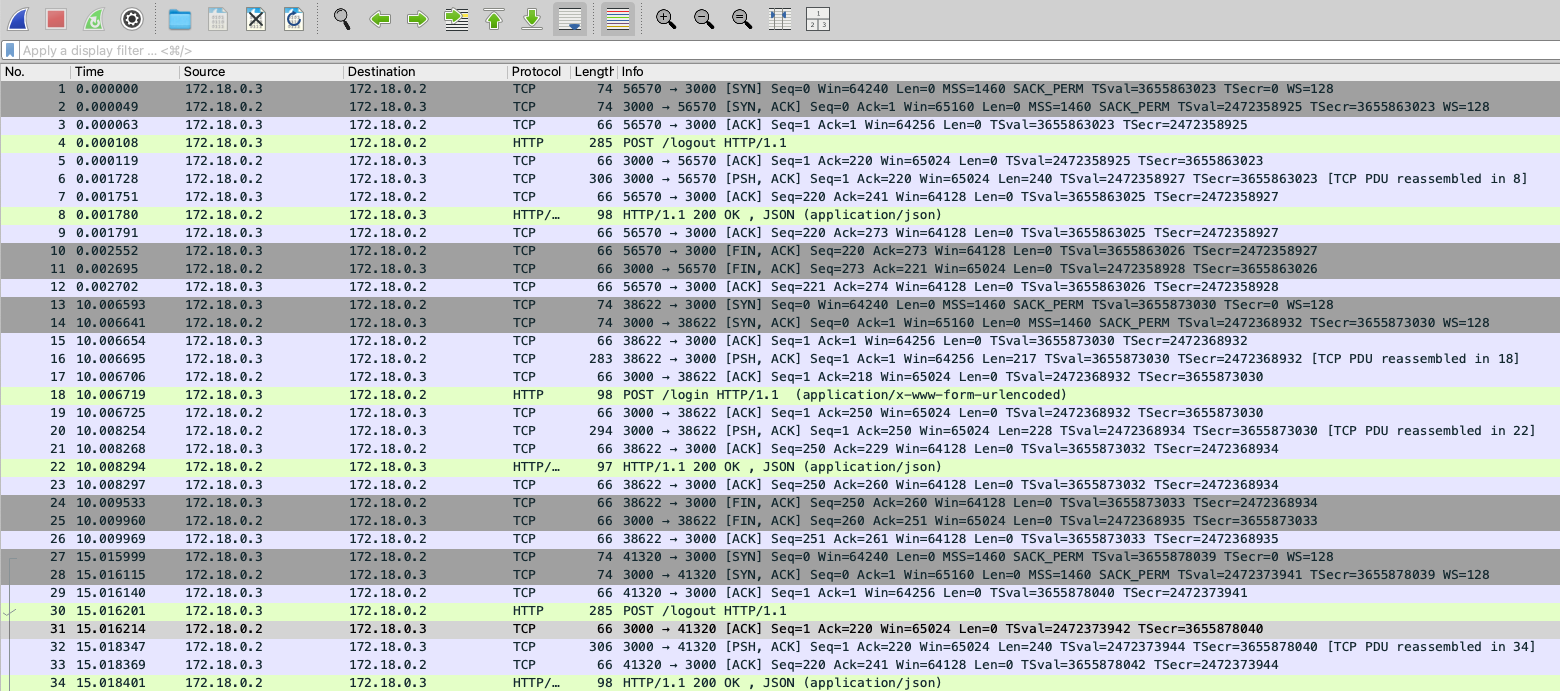 Apply a display filter ... <⌘/>
No. Time Source Destination Protocol Length Info
1 0.000000 172.18.0.3 172.18.0.2 TCP 74 56570 → 3000 [SYN] Seq=0 Win=64240 Len=0 MSS=1460 SACK_PERM TSval=3655863023 TSecr=0 WS=128
2 0.000049 172.18.0.2 172.18.0.3 TCP 74 3000 → 56570 [SYN, ACK] Seq=0 Ack=1 Win=65160 Len=0 MSS=1460 SACK_PERM TSval=2472358925 TSecr=3655863023 WS=128
3 0.000063 172.18.0.3 172.18.0.2 TCP 66 56570 → 3000 [ACK] Seq=1 Ack=1 Win=64256 Len=0 TSval=3655863023 TSecr=2472358925
4 0.000108 172.18.0.3 172.18.0.2 HTTP 285 POST /logout HTTP/1.1
5 0.000119 172.18.0.2 172.18.0.3 TCP 66 3000 → 56570 [ACK] Seq=1 Ack=220 Win=65024 Len=0 TSval=2472358925 TSecr=3655863023
6 0.001728 172.18.0.2 172.18.0.3 TCP 306 3000 → 56570 [PSH, ACK] Seq=1 Ack=220 Win=65024 Len=240 TSval=2472358927 TSecr=3655863023 [TCP PDU reassembled in 8]
7 0.001751 172.18.0.3 172.18.0.2 TCP 66 56570 → 3000 [ACK] Seq=220 Ack=241 Win=64128 Len=0 TSval=3655863025 TSecr=2472358927
8 0.001780 172.18.0.2 172.18.0.3 HTTP/… 98 HTTP/1.1 200 OK , JSON (application/json)
9 0.001791 172.18.0.3 172.18.0.2 TCP 66 56570 → 3000 [ACK] Seq=220 Ack=273 Win=64128 Len=0 TSval=3655863025 TSecr=2472358927
10 0.002552 172.18.0.3 172.18.0.2 TCP 66 56570 → 3000 [FIN, ACK] Seq=220 Ack=273 Win=64128 Len=0 TSval=3655863026 TSecr=2472358927
11 0.002695 172.18.0.2 172.18.0.3 TCP 66 3000 → 56570 [FIN, ACK] Seq=273 Ack=221 Win=65024 Len=0 TSval=2472358928 TSecr=3655863026
12 0.002702 172.18.0.3 172.18.0.2 TCP 66 56570 → 3000 [ACK] Seq=221 Ack=274 Win=64128 Len=0 TSval=3655863026 TSecr=2472358928
13 10.006593 172.18.0.3 172.18.0.2 TCP 74 38622 → 3000 [SYN] Seq=0 Win=64240 Len=0 MSS=1460 SACK_PERM TSval=3655873030 TSecr=0 WS=128
14 10.006641 172.18.0.2 172.18.0.3 TCP 74 3000 → 38622 [SYN, ACK] Seq=0 Ack=1 Win=65160 Len=0 MSS=1460 SACK_PERM TSval=2472368932 TSecr=3655873030 WS=128
15 10.006654 172.18.0.3 172.18.0.2 TCP 66 38622 → 3000 [ACK] Seq=1 Ack=1 Win=64256 Len=0 TSval=3655873030 TSecr=2472368932
16 10.006695 172.18.0.3 172.18.0.2 TCP 283 38622 → 3000 [PSH, ACK] Seq=1 Ack=1 Win=64256 Len=217 TSval=3655873030 TSecr=2472368932 [TCP PDU reassembled in 18]
17 10.006706 172.18.0.2 172.18.0.3 TCP 66 3000 → 38622 [ACK] Seq=1 Ack=218 Win=65024 Len=0 TSval=2472368932 TSecr=3655873030
18 10.006719 172.18.0.3 172.18.0.2 HTTP 98 POST /login HTTP/1.1  (application/x-www-form-urlencoded)
19 10.006725 172.18.0.2 172.18.0.3 TCP 66 3000 → 38622 [ACK] Seq=1 Ack=250 Win=65024 Len=0 TSval=2472368932 TSecr=3655873030
20 10.008254 172.18.0.2 172.18.0.3 TCP 294 3000 → 38622 [PSH, ACK] Seq=1 Ack=250 Win=65024 Len=228 TSval=2472368934 TSecr=3655873030 [TCP PDU reassembled in 22]
21 10.008268 172.18.0.3 172.18.0.2 TCP 66 38622 → 3000 [ACK] Seq=250 Ack=229 Win=64128 Len=0 TSval=3655873032 TSecr=2472368934
22 10.008294 172.18.0.2 172.18.0.3 HTTP/… 97 HTTP/1.1 200 OK , JSON (application/json)
23 10.008297 172.18.0.3 172.18.0.2 TCP 66 38622 → 3000 [ACK] Seq=250 Ack=260 Win=64128 Len=0 TSval=3655873032 TSecr=2472368934
24 10.009533 172.18.0.3 172.18.0.2 TCP 66 38622 → 3000 [FIN, ACK] Seq=250 Ack=260 Win=64128 Len=0 TSval=3655873033 TSecr=2472368934
25 10.009960 172.18.0.2 172.18.0.3 TCP 66 3000 → 38622 [FIN, ACK] Seq=260 Ack=251 Win=65024 Len=0 TSval=2472368935 TSecr=3655873033
26 10.009969 172.18.0.3 172.18.0.2 TCP 66 38622 → 3000 [ACK] Seq=251 Ack=261 Win=64128 Len=0 TSval=3655873033 TSecr=2472368935
27 15.015999 172.18.0.3 172.18.0.2 TCP 74 41320 → 3000 [SYN] Seq=0 Win=64240 Len=0 MSS=1460 SACK_PERM TSval=3655878039 TSecr=0 WS=128
28 15.016115 172.18.0.2 172.18.0.3 TCP 74 3000 → 41320 [SYN, ACK] Seq=0 Ack=1 Win=65160 Len=0 MSS=1460 SACK_PERM TSval=2472373941 TSecr=3655878039 WS=128
29 15.016140 172.18.0.3 172.18.0.2 TCP 66 41320 → 3000 [ACK] Seq=1 Ack=1 Win=64256 Len=0 TSval=3655878040 TSecr=2472373941
30 15.016201 172.18.0.3 172.18.0.2 HTTP 285 POST /logout HTTP/1.1
31 15.016214 172.18.0.2 172.18.0.3 TCP 66 3000 → 41320 [ACK] Seq=1 Ack=220 Win=65024 Len=0 TSval=2472373942 TSecr=3655878040
32 15.018347 172.18.0.2 172.18.0.3 TCP 306 3000 → 41320 [PSH, ACK] Seq=1 Ack=220 Win=65024 Len=240 TSval=2472373944 TSecr=3655878040 [TCP PDU reassembled in 34]
33 15.018369 172.18.0.3 172.18.0.2 TCP 66 41320 → 3000 [ACK] Seq=220 Ack=241 Win=64128 Len=0 TSval=3655878042 TSecr=2472373944
34 15.018401 172.18.0.2 172.18.0.3 HTTP/… 98 HTTP/1.1 200 OK , JSON (application/json)